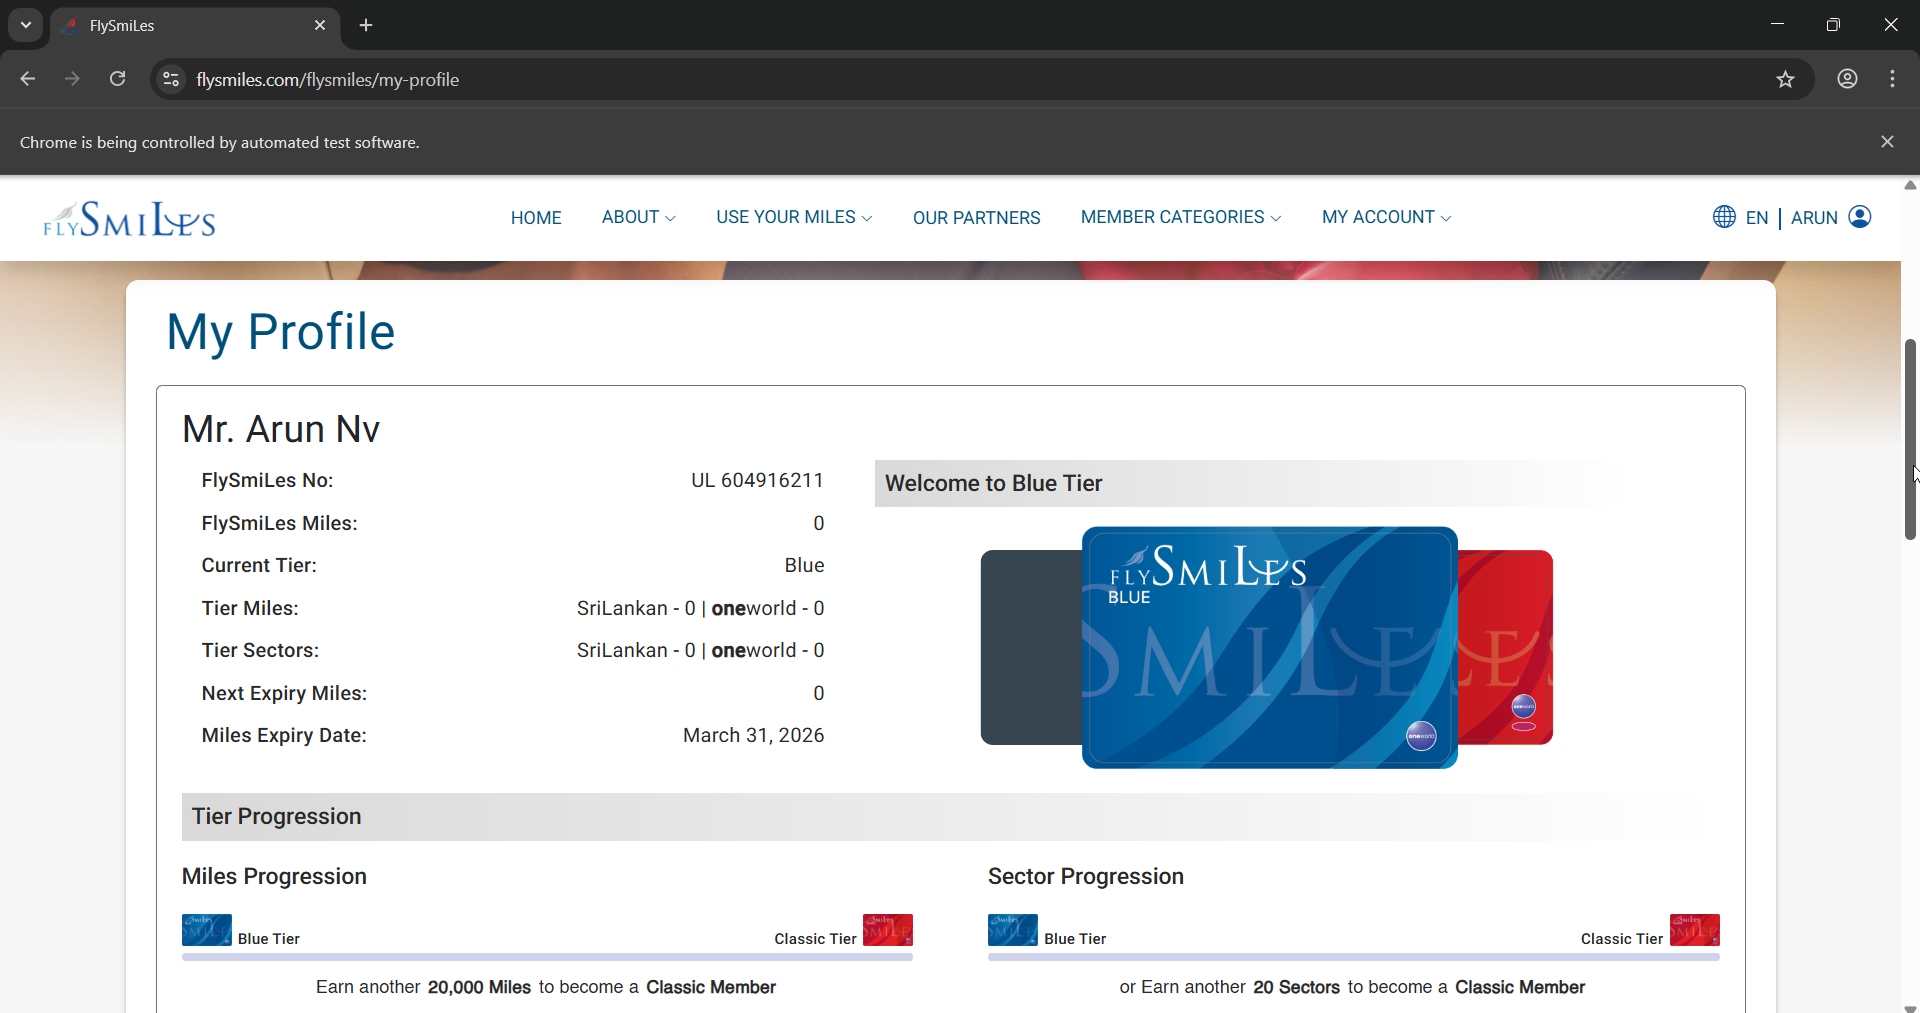 FlySmiLes
flysmiles.com/flysmiles/my-profile
Chrome is being controlled by automated test software.
FLYSMILES
HOME
ABOUT
USE YOUR MILES
OUR PARTNERS
MEMBER CATEGORIES
MY ACCOUNT
EN | ARUN
My Profile
Mr. Arun Nv
FlySmiLes No: UL 604916211
FlySmiLes Miles: 0
Current Tier: Blue
Tier Miles: SriLankan - 0 | oneworld - 0
Tier Sectors: SriLankan - 0 | oneworld - 0
Next Expiry Miles: 0
Miles Expiry Date: March 31, 2026
Welcome to Blue Tier
FLYSMILES
BLUE
SMILES
LES
oneworld
oneworld
Tier Progression
Miles Progression
Blue Tier
Classic Tier
Earn another 20,000 Miles to become a Classic Member
Sector Progression
Blue Tier
Classic Tier
or Earn another 20 Sectors to become a Classic Member